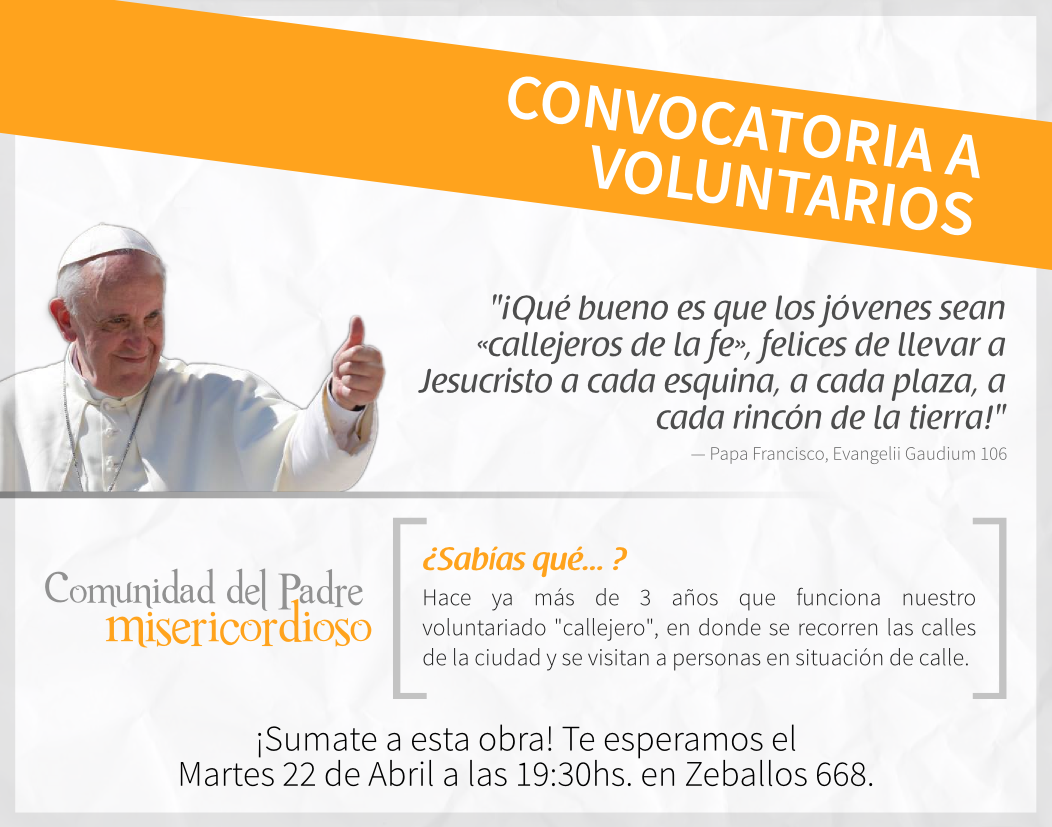 CONVOCATORIA A
VOLUNTARIOS
"¡Qué bueno es que los jóvenes sean
«callejeros de la fe», felices de llevar a
Jesucristo a cada esquina, a cada plaza, a
cada rincón de la tierra!"
— Papa Francisco, Evangelii Gaudium 106
Comunidad del Padre
misericordioso
¿Sabías qué... ?
Hace ya más de 3 años que funciona nuestro
voluntariado "callejero", en donde se recorren las calles
de la ciudad y se visitan a personas en situación de calle.
¡Sumate a esta obra! Te esperamos el
Martes 22 de Abril a las 19:30hs. en Zeballos 668.